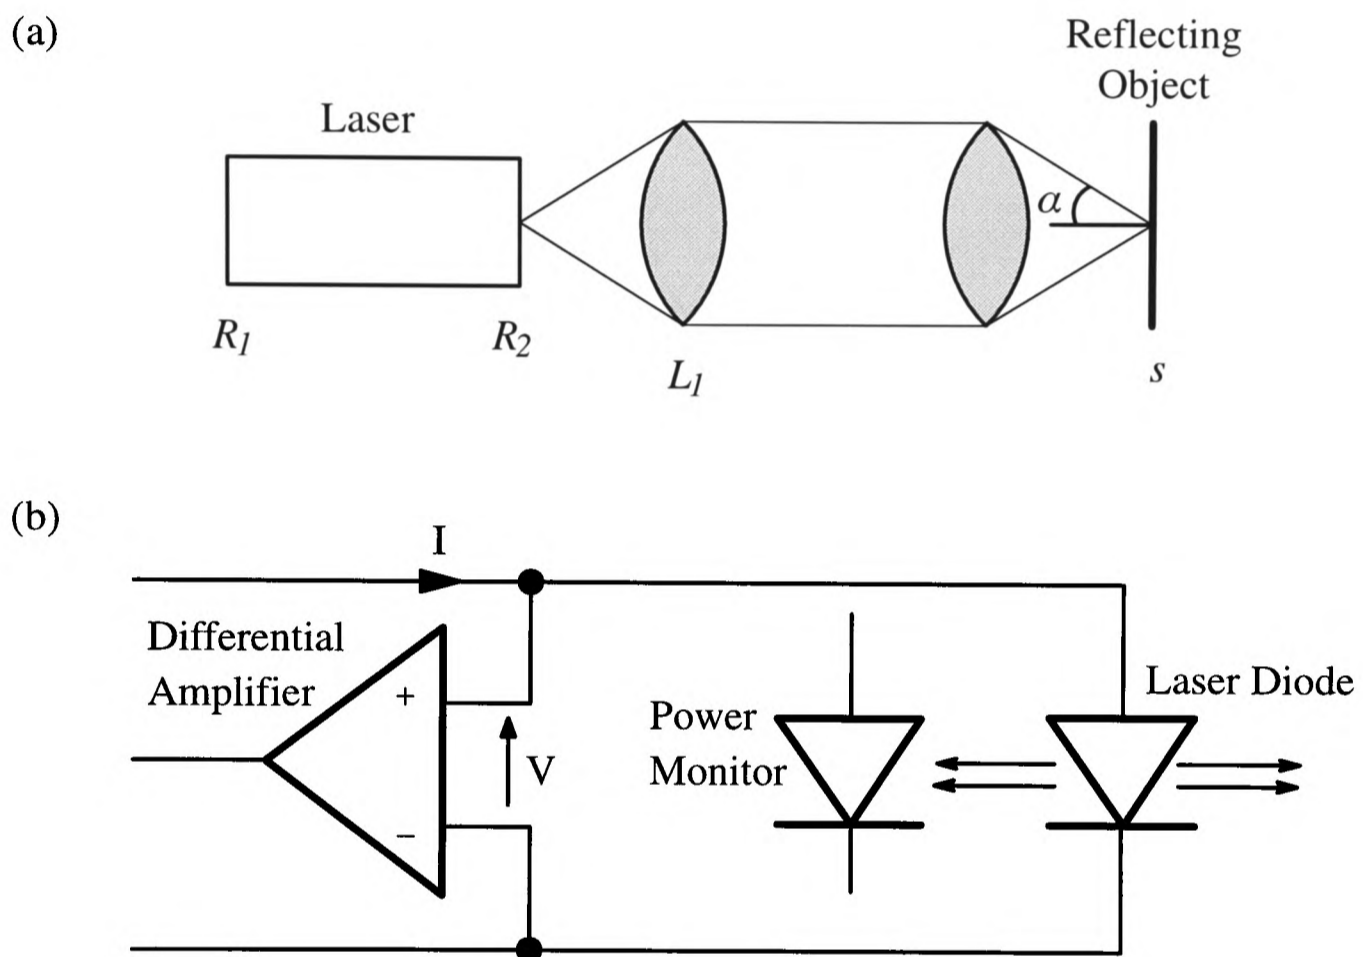 (a)
Reflecting
Object
Laser
α
R1
R2
L1
s
(b)
I
Differential
Amplifier
+
Laser Diode
Power
Monitor
V
−